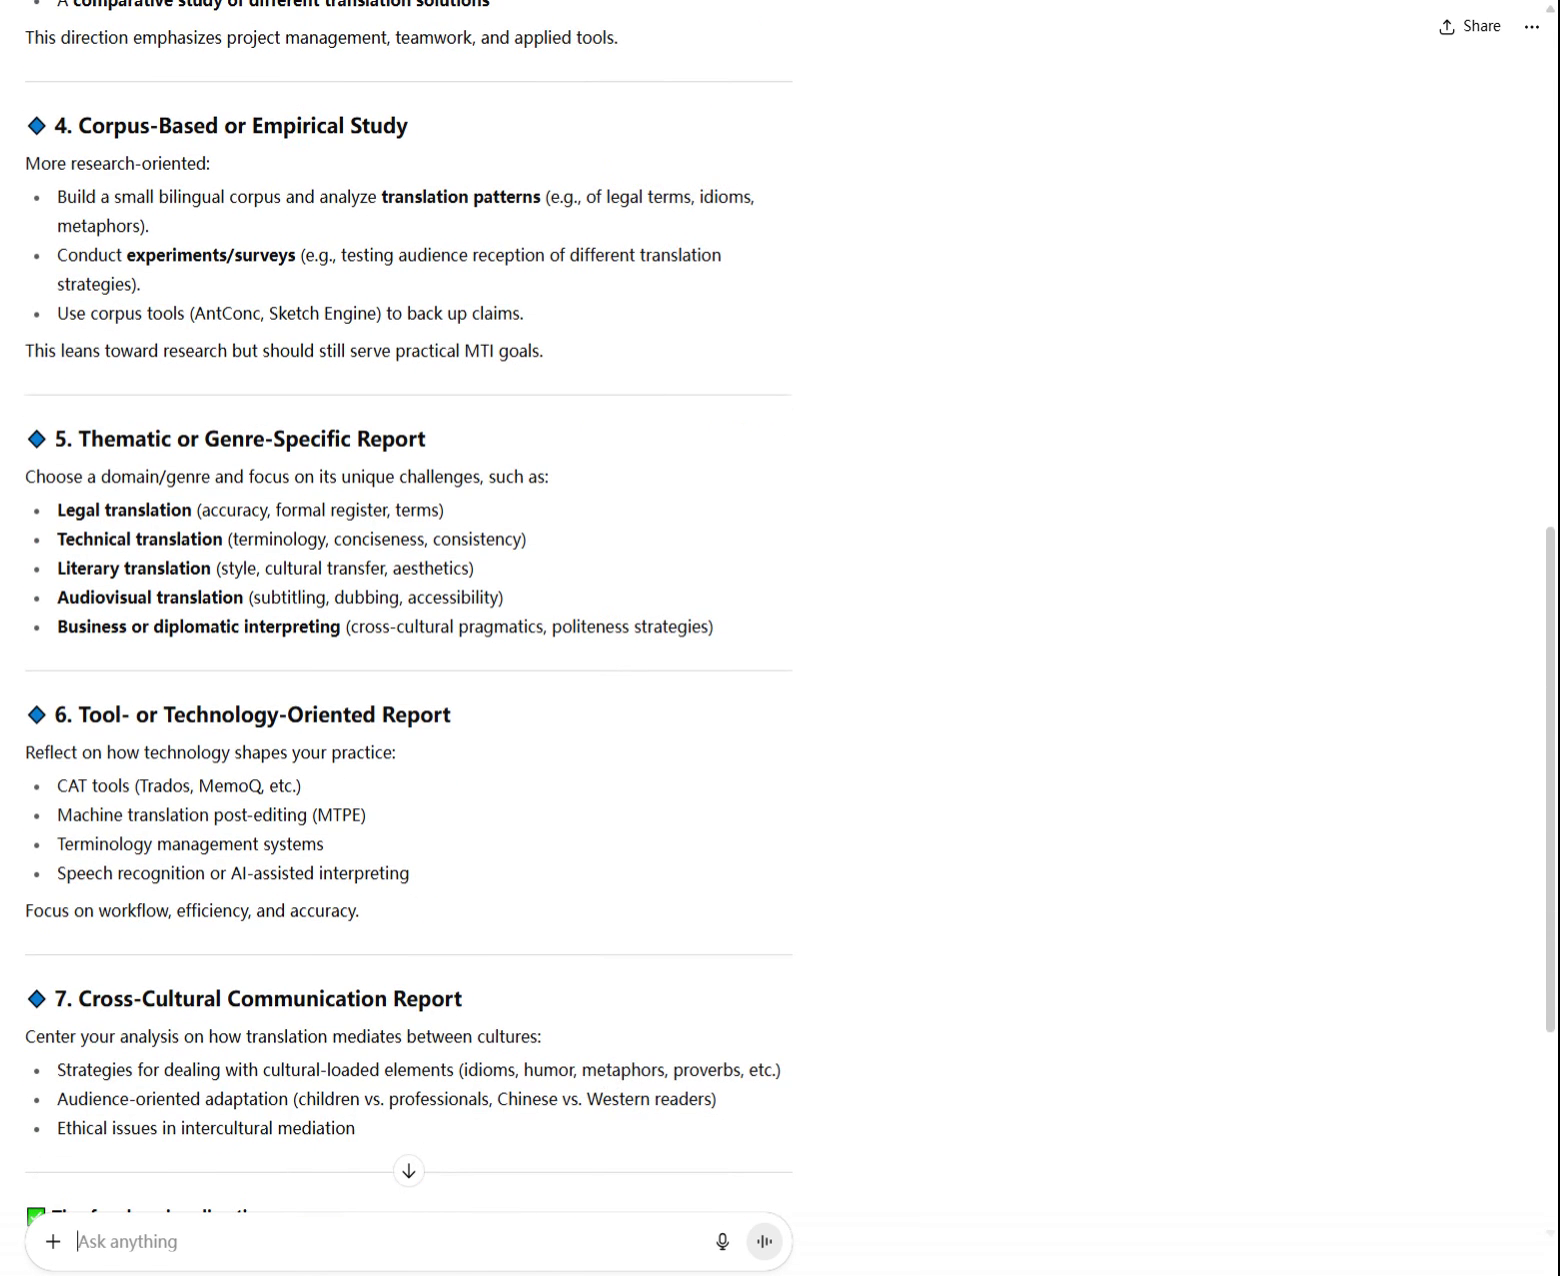 A comparative study of different translation solutions
This direction emphasizes project management, teamwork, and applied tools.
Share
4. Corpus-Based or Empirical Study
More research-oriented:
Build a small bilingual corpus and analyze translation patterns (e.g., of legal terms, idioms,
metaphors).
Conduct experiments/surveys (e.g., testing audience reception of different translation
strategies).
Use corpus tools (AntConc, Sketch Engine) to back up claims.
This leans toward research but should still serve practical MTI goals.
5. Thematic or Genre-Specific Report
Choose a domain/genre and focus on its unique challenges, such as:
Legal translation (accuracy, formal register, terms)
Technical translation (terminology, conciseness, consistency)
Literary translation (style, cultural transfer, aesthetics)
Audiovisual translation (subtitling, dubbing, accessibility)
Business or diplomatic interpreting (cross-cultural pragmatics, politeness strategies)
6. Tool- or Technology-Oriented Report
Reflect on how technology shapes your practice:
CAT tools (Trados, MemoQ, etc.)
Machine translation post-editing (MTPE)
Terminology management systems
Speech recognition or AI-assisted interpreting
Focus on workflow, efficiency, and accuracy.
7. Cross-Cultural Communication Report
Center your analysis on how translation mediates between cultures:
Strategies for dealing with cultural-loaded elements (idioms, humor, metaphors, proverbs, etc.)
Audience-oriented adaptation (children vs. professionals, Chinese vs. Western readers)
Ethical issues in intercultural mediation
Ask anything